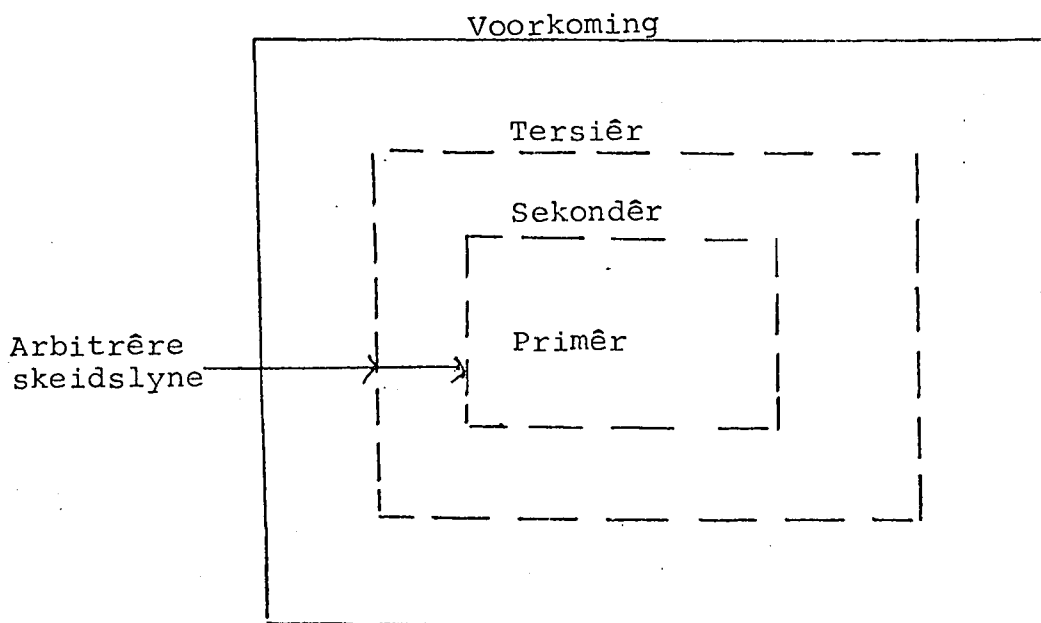 Voorkoming
Tersiêr
Sekondêr
Primêr
Arbitrêre
skeidslyne